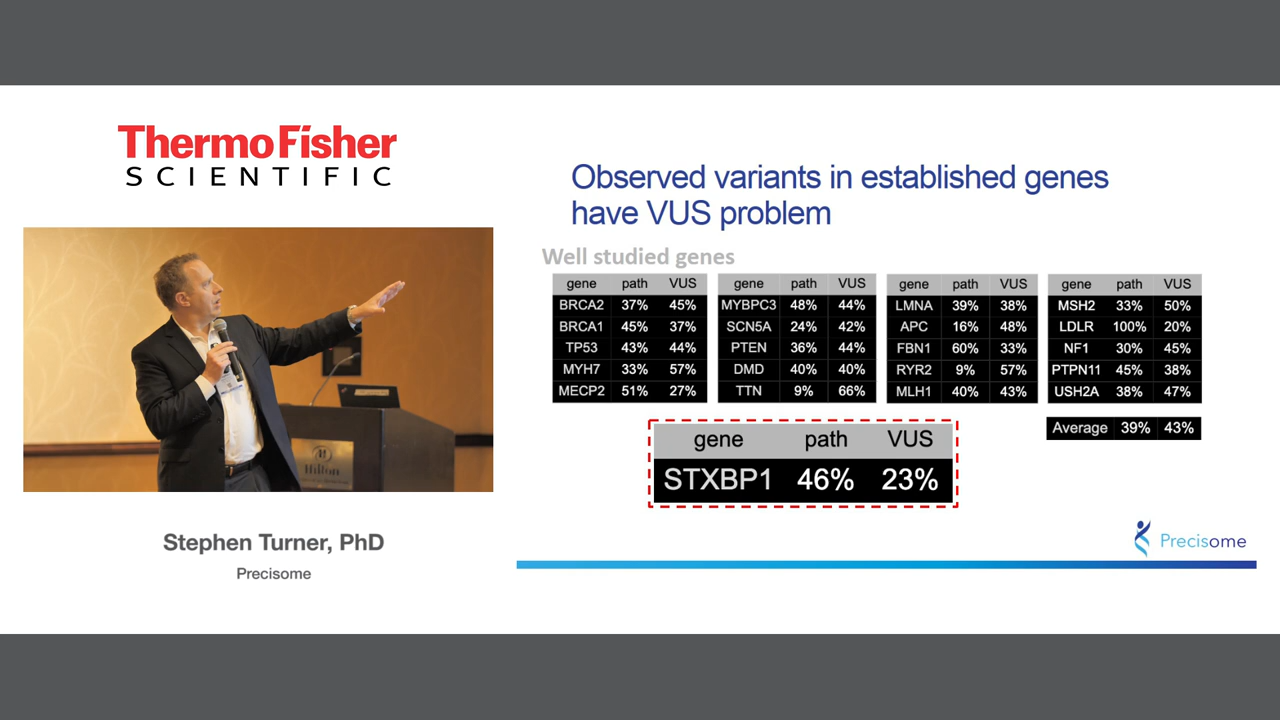 ThermoFisher
SCIENTIFIC
Observed variants in established genes
have VUS problem
Well studied genes
gene path VUS
BRCA2 37% 45%
BRCA1 45% 37%
TP53 43% 44%
MYH7 33% 57%
MECP2 51% 27%
gene path VUS
MYBPC3 48% 44%
SCN5A 24% 42%
PTEN 36% 44%
DMD 40% 40%
TTN 9% 66%
gene path VUS
LMNA 39% 38%
APC 16% 48%
FBN1 60% 33%
RYR2 9% 57%
MLH1 40% 43%
gene path VUS
MSH2 33% 50%
LDLR 100% 20%
NF1 30% 45%
PTPN11 45% 38%
USH2A 38% 47%
Average 39% 43%
gene path VUS
STXBP1 46% 23%
Hilton
Stephen Turner, PhD
Precisome
Precisome